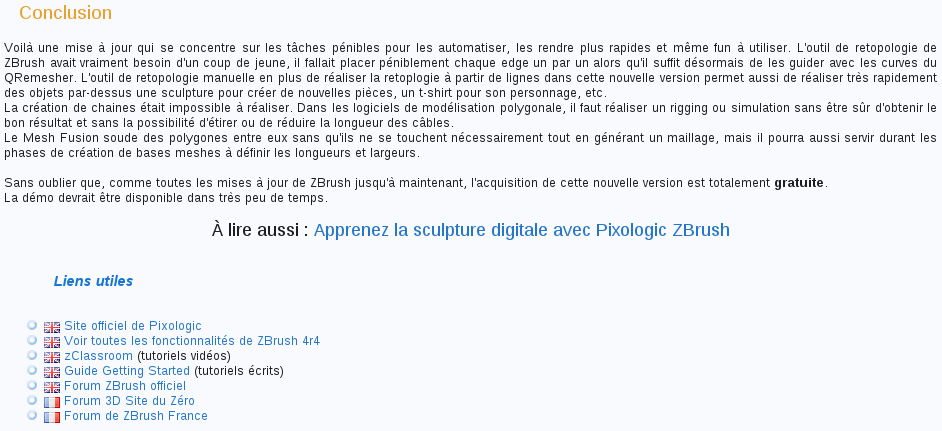 Conclusion
Voilà une mise à jour qui se concentre sur les tâches pénibles pour les automatiser, les rendre plus rapides et même fun à utiliser. L'outil de retopologie de
ZBrush avait vraiment besoin d'un coup de jeune, il fallait placer péniblement chaque edge un par un alors qu'il suffit désormais de les guider avec les curves du
QRemesher. L'outil de retopologie manuelle en plus de réaliser la retoplogie à partir de lignes dans cette nouvelle version permet aussi de réaliser très rapidement
des objets par-dessus une sculpture pour créer de nouvelles pièces, un t-shirt pour son personnage, etc.
La création de chaines était impossible à réaliser. Dans les logiciels de modélisation polygonale, il faut réaliser un rigging ou simulation sans être sûr d'obtenir le
bon résultat et sans la possibilité d'étirer ou de réduire la longueur des câbles.
Le Mesh Fusion soude des polygones entre eux sans qu'ils ne se touchent nécessairement tout en générant un maillage, mais il pourra aussi servir durant les
phases de création de bases meshes à définir les longueurs et largeurs.
Sans oublier que, comme toutes les mises à jour de ZBrush jusqu'à maintenant, l'acquisition de cette nouvelle version est totalement gratuite.
La démo devrait être disponible dans très peu de temps.
À lire aussi : Apprenez la sculpture digitale avec Pixologic ZBrush
Liens utiles
Site officiel de Pixologic
Voir toutes les fonctionnalités de ZBrush 4r4
zClassroom (tutoriels vidéos)
Guide Getting Started (tutoriels écrits)
Forum ZBrush officiel
Forum 3D Site du Zéro
Forum de ZBrush France